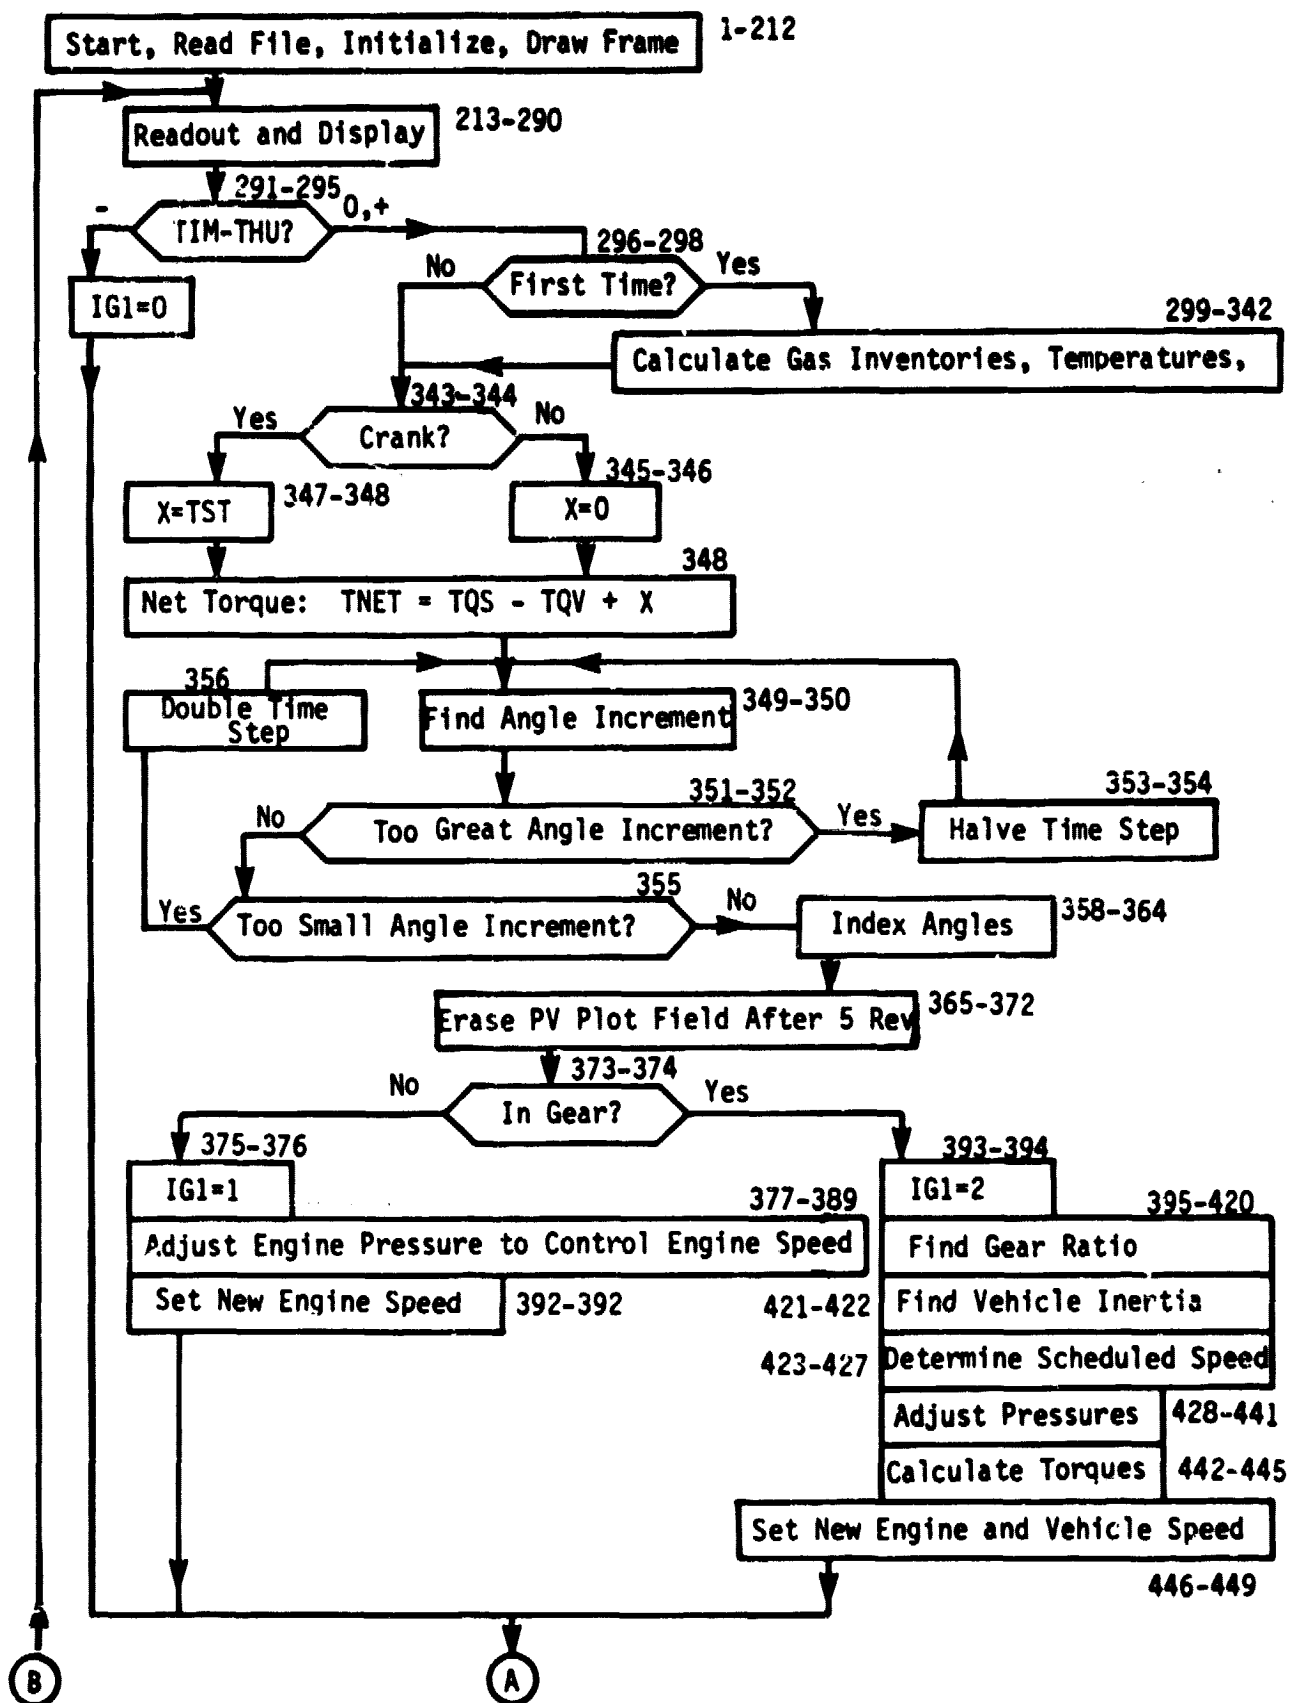 Start, Read File, Initialize, Draw Frame 1-212
Readout and Display 213-290
291-295
- TIM-THU? 0,+
296-298
No First Time? Yes
IG1=0
299-342
Calculate Gas Inventories, Temperatures,
343-344
Yes Crank? No
345-346
X=TST 347-348
X=0
348
Net Torque: TNET = TQS - TQV + X
356
Double Time
Step
Find Angle Increment 349-350
351-352
353-354
No Too Great Angle Increment? Yes
Halve Time Step
355
Yes Too Small Angle Increment? No
Index Angles 358-364
Erase PV Plot Field After 5 Rev 365-372
373-374
No In Gear? Yes
375-376
393-394
IG1=1
IG1=2
377-389
395-420
Adjust Engine Pressure to Control Engine Speed
Find Gear Ratio
Set New Engine Speed 392-392
421-422 Find Vehicle Inertia
423-427 Determine Scheduled Speed
Adjust Pressures 428-441
Calculate Torques 442-445
Set New Engine and Vehicle Speed
446-449
B
A